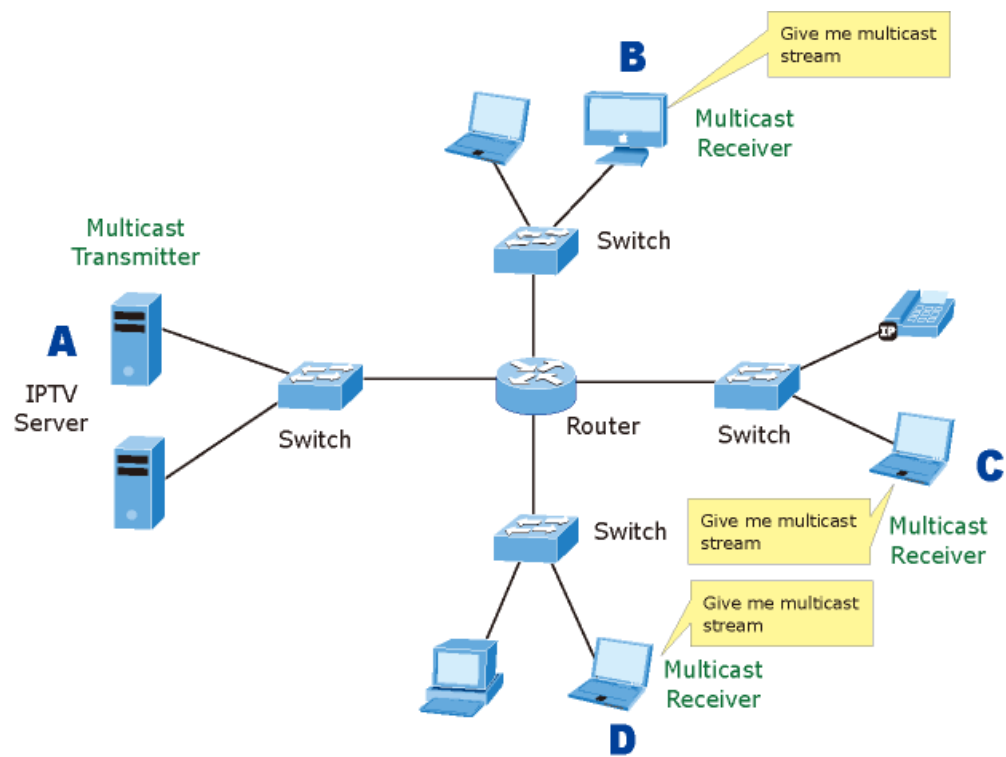 Give me multicast
stream
B
Multicast
Receiver
Switch
Multicast
Transmitter
A
IPTV
Server
Switch
Router
IP
Switch
C
Give me multicast
stream
Multicast
Receiver
Switch
Give me multicast
stream
Multicast
Receiver
D